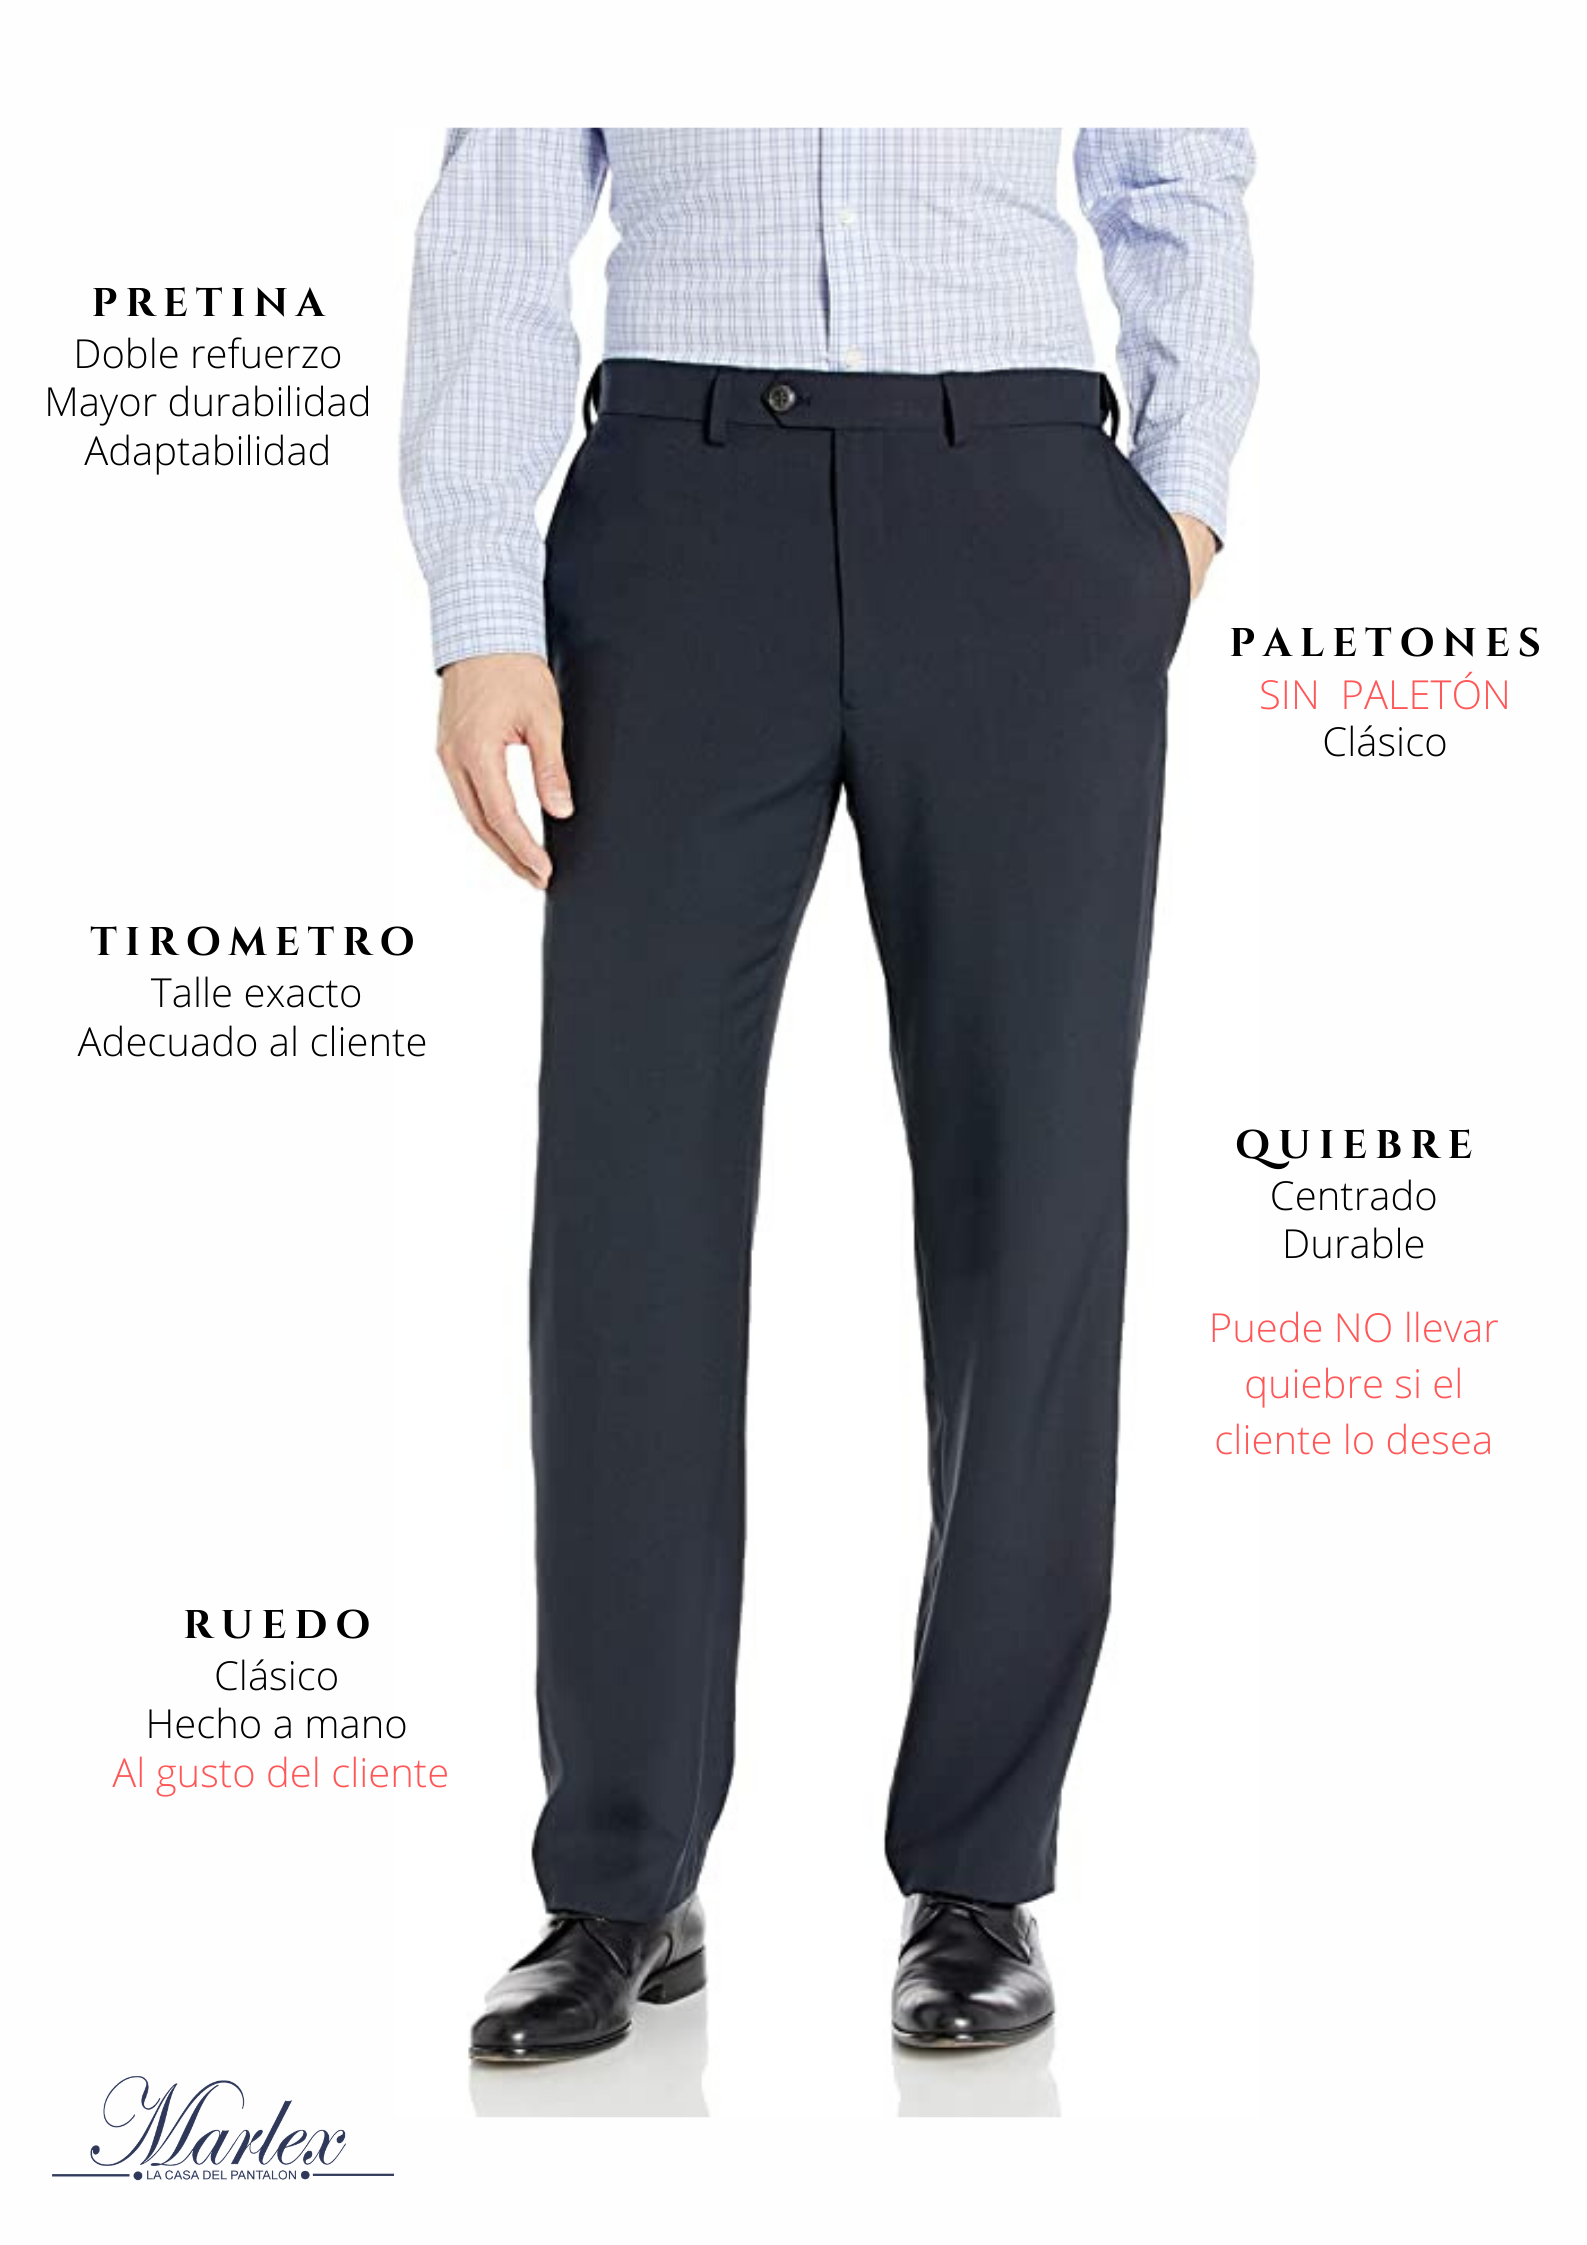 PRETINA
Doble refuerzo
Mayor durabilidad
Adaptabilidad
PALETONES
SIN PALETÓN
Clásico
TIROMETRO
Talle exacto
Adecuado al cliente
QUIEBRE
Centrado
Durable
Puede NO llevar
quiebre si el
cliente lo desea
RUEDO
Clásico
Hecho a mano
Al gusto del cliente
Marlex
LA CASA DEL PANTALON